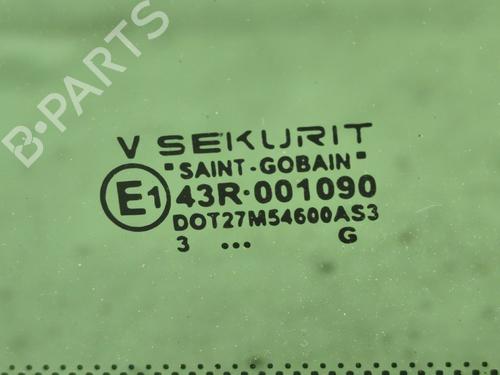 B-PARTS
V SEKURIT
"SAINT-GOBAIN"
E1 43R·001090
DOT27M54600AS3
3 ... G